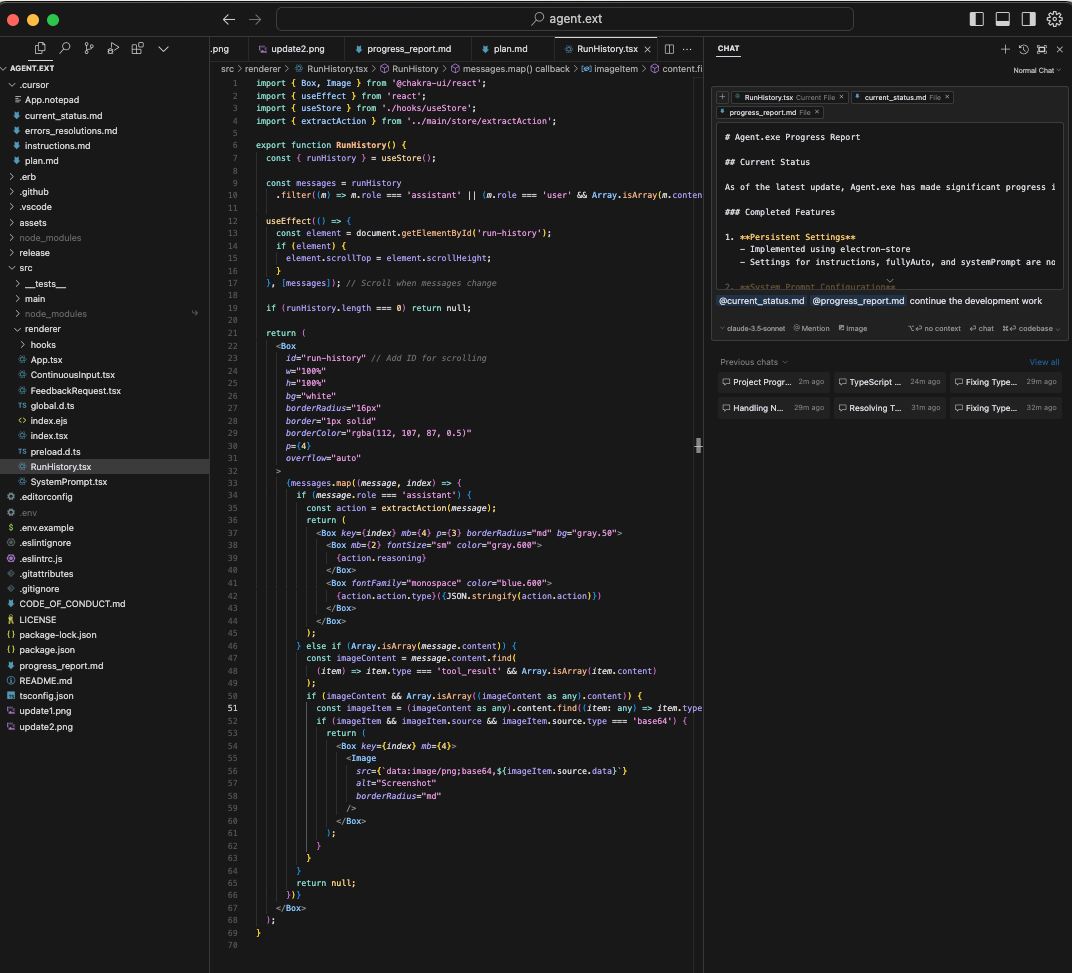 agent.ext
AGENT.EXT
.cursor
App.notepad
current_status.md
errors_resolutions.md
instructions.md
plan.md
.erb
.github
.vscode
assets
node_modules
release
src
__tests__
main
node_modules
renderer
hooks
App.tsx
ContinuousInput.tsx
FeedbackRequest.tsx
TS global.d.ts
index.ejs
index.tsx
TS preload.d.ts
RunHistory.tsx
SystemPrompt.tsx
.editorconfig
.env
$ .env.example
.eslintignore
.eslintrc.js
.gitattributes
.gitignore
CODE_OF_CONDUCT.md
LICENSE
package-lock.json
package.json
progress_report.md
README.md
tsconfig.json
update1.png
update2.png
.png update2.png progress_report.md plan.md RunHistory.tsx
src > renderer > RunHistory.tsx > RunHistory > messages.map() callback > imageItem > content.fi
1 import { Box, Image } from '@chakra-ui/react';
2 import { useEffect } from 'react';
3 import { useStore } from './hooks/useStore';
4 import { extractAction } from '../main/store/extractAction';
5
6 export function RunHistory() {
7 const { runHistory } = useStore();
8
9 const messages = runHistory
10 .filter((m) => m.role === 'assistant' || (m.role === 'user' && Array.isArray(m.conten
11
12 useEffect(() => {
13 const element = document.getElementById('run-history');
14 if (element) {
15 element.scrollTop = element.scrollHeight;
16 }
17 }, [messages]); // Scroll when messages change
18
19 if (runHistory.length === 0) return null;
20
21 return (
22 <Box
23 id="run-history" // Add ID for scrolling
24 w="100%"
25 h="100%"
26 bg="white"
27 borderRadius="16px"
28 border="1px solid"
29 borderColor="rgba(112, 107, 87, 0.5)"
30 p={4}
31 overflow="auto"
32 >
33 {messages.map((message, index) => {
34 if (message.role === 'assistant') {
35 const action = extractAction(message);
36 return (
37 <Box key={index} mb={4} p={3} borderRadius="md" bg="gray.50">
38 <Box mb={2} fontSize="sm" color="gray.600">
39 {action.reasoning}
40 </Box>
41 <Box fontFamily="monospace" color="blue.600">
42 {action.action.type}({JSON.stringify(action.action)})
43 </Box>
44 </Box>
45 );
46 } else if (Array.isArray(message.content)) {
47 const imageContent = message.content.find(
48 (item) => item.type === 'tool_result' && Array.isArray(item.content)
49 );
50 if (imageContent && Array.isArray((imageContent as any).content)) {
51 const imageItem = (imageContent as any).content.find((item: any) => item.type
52 if (imageItem && imageItem.source && imageItem.source.type === 'base64') {
53 return (
54 <Box key={index} mb={4}>
55 <Image
56 src={`data:image/png;base64,${imageItem.source.data}`}
57 alt="Screenshot"
58 borderRadius="md"
59 />
60 </Box>
61 );
62 }
63 }
64 }
65 return null;
66 })}
67 </Box>
68 );
69 }
70
CHAT
Normal Chat
RunHistory.tsx Current File current_status.md File
progress_report.md File
# Agent.exe Progress Report
## Current Status
As of the latest update, Agent.exe has made significant progress i
### Completed Features
1. **Persistent Settings**
- Implemented using electron-store
- Settings for instructions, fullyAuto, and systemPrompt are no
2. **System Prompt Configuration**
@current_status.md @progress_report.md continue the development work
claude-3.5-sonnet @ Mention Image no context chat codebase
Previous chats View all
Project Progr... 2m ago TypeScript ... 24m ago Fixing Type... 29m ago
Handling N... 29m ago Resolving T... 31m ago Fixing Type... 32m ago